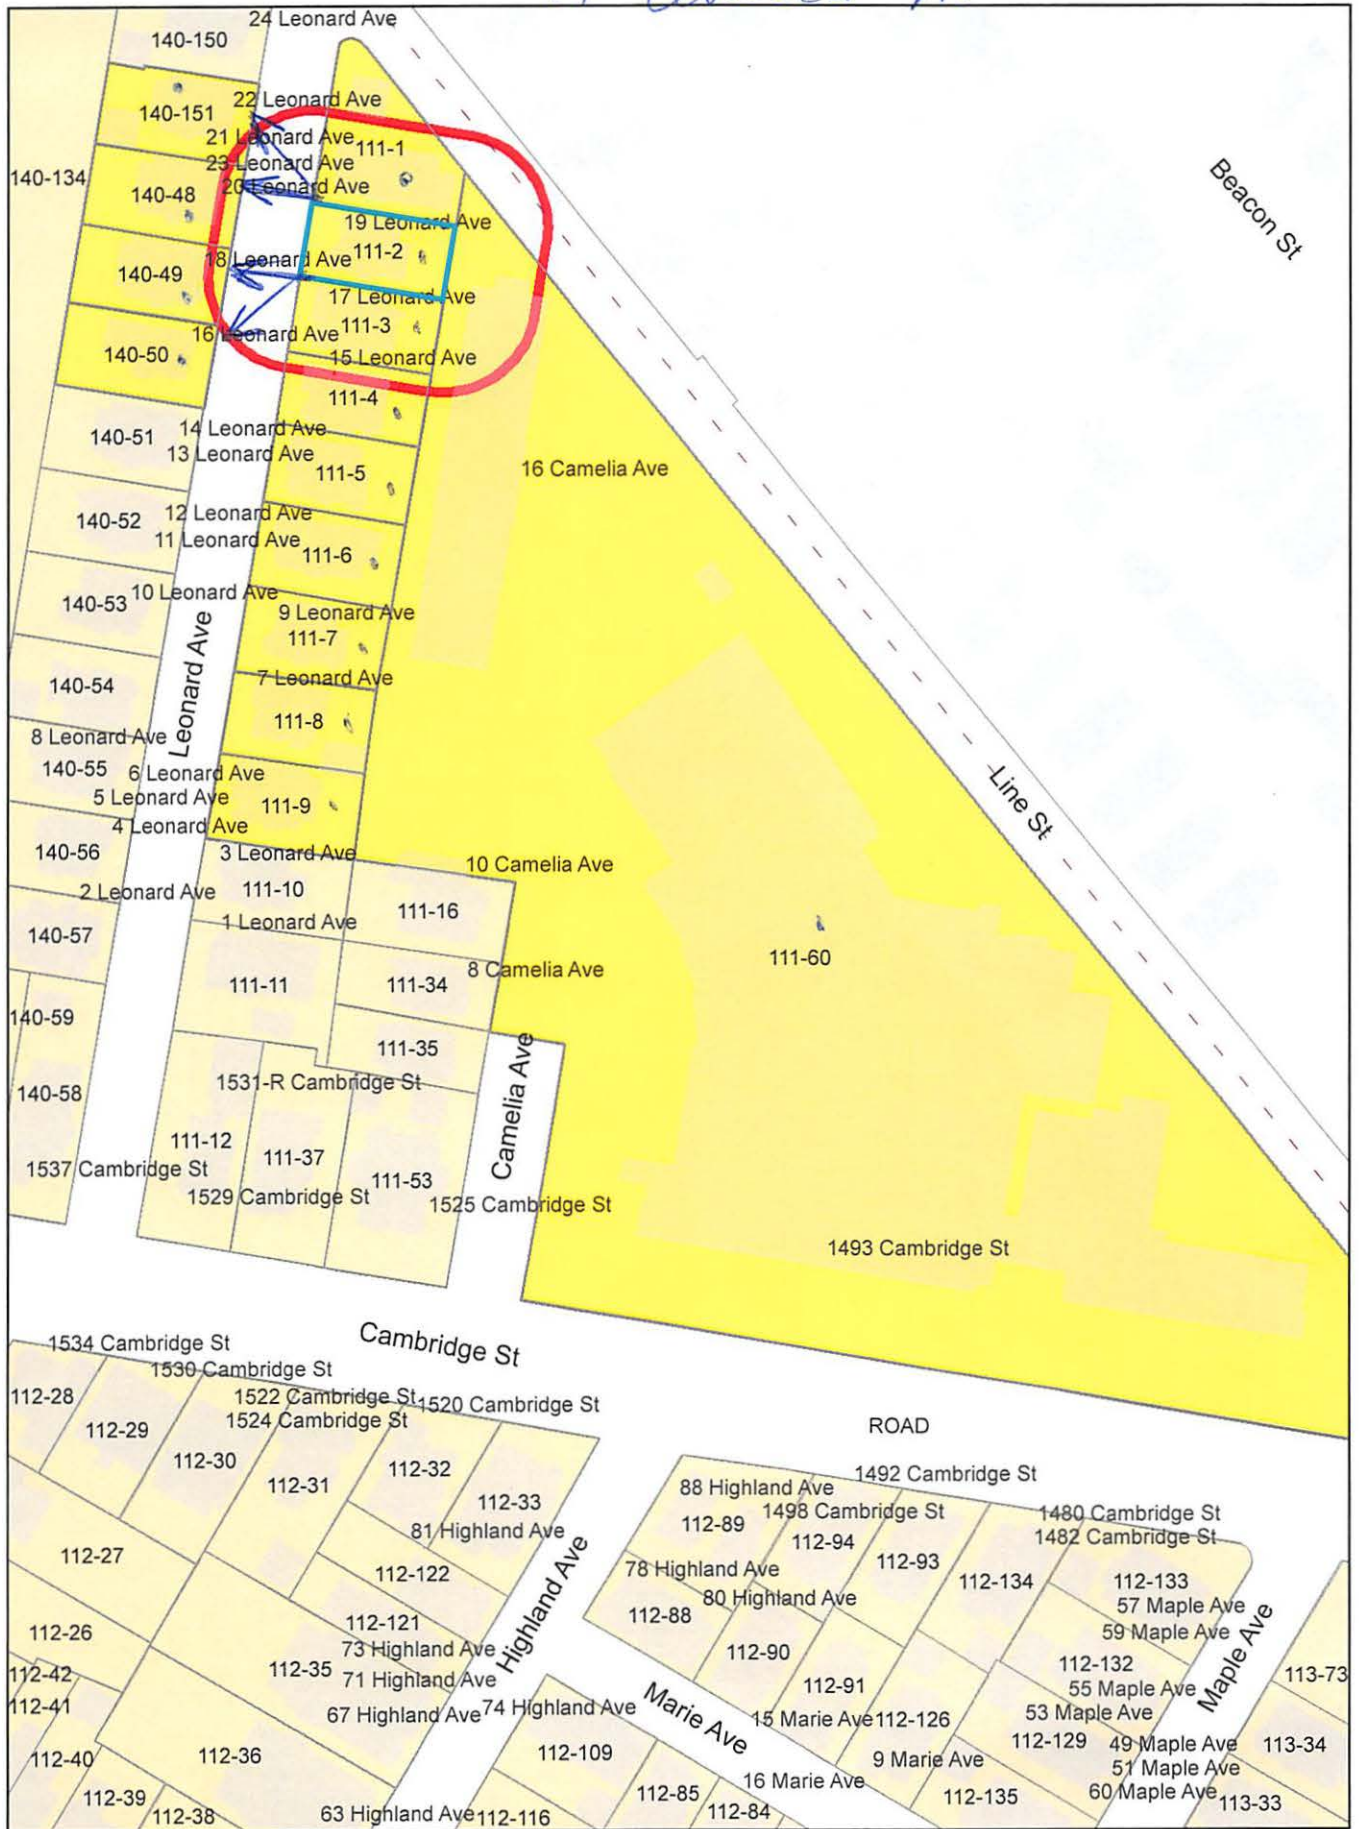 24 Leonard Ave
140-150
22 Leonard Ave
140-151
21 Leonard Ave
111-1
23 Leonard Ave
140-134
140-48
20 Leonard Ave
Beacon St
19 Leonard Ave
111-2
18 Leonard Ave
140-49
17 Leonard Ave
111-3
16 Leonard Ave
140-50
15 Leonard Ave
111-4
14 Leonard Ave
140-51
13 Leonard Ave
16 Camelia Ave
111-5
12 Leonard Ave
140-52
11 Leonard Ave
111-6
10 Leonard Ave
140-53
9 Leonard Ave
111-7
Leonard Ave
7 Leonard Ave
140-54
111-8
8 Leonard Ave
140-55
6 Leonard Ave
5 Leonard Ave
111-9
Line St
4 Leonard Ave
140-56
3 Leonard Ave
10 Camelia Ave
2 Leonard Ave
111-10
111-16
1 Leonard Ave
140-57
111-60
8 Camelia Ave
111-11
111-34
140-59
111-35
1531-R Cambridge St
140-58
Camelia Ave
111-12
111-37
1537 Cambridge St
111-53
1529 Cambridge St
1525 Cambridge St
1493 Cambridge St
1534 Cambridge St
Cambridge St
1530 Cambridge St
112-28
1522 Cambridge St
1520 Cambridge St
1524 Cambridge St
112-29
ROAD
112-30
112-32
112-31
1492 Cambridge St
88 Highland Ave
112-33
1498 Cambridge St
1480 Cambridge St
112-89
81 Highland Ave
1482 Cambridge St
112-94
112-27
112-93
112-122
78 Highland Ave
112-134
112-133
80 Highland Ave
57 Maple Ave
112-88
112-121
Highland Ave
59 Maple Ave
112-26
73 Highland Ave
112-90
112-132
Maple Ave
112-35
112-42
71 Highland Ave
112-91
55 Maple Ave
113-73
112-41
67 Highland Ave
74 Highland Ave
Marie Ave
15 Marie Ave
112-126
53 Maple Ave
112-129
49 Maple Ave
113-34
112-40
112-36
112-109
9 Marie Ave
51 Maple Ave
16 Marie Ave
112-85
60 Maple Ave
112-39
112-135
113-33
112-38
63 Highland Ave
112-116
112-84